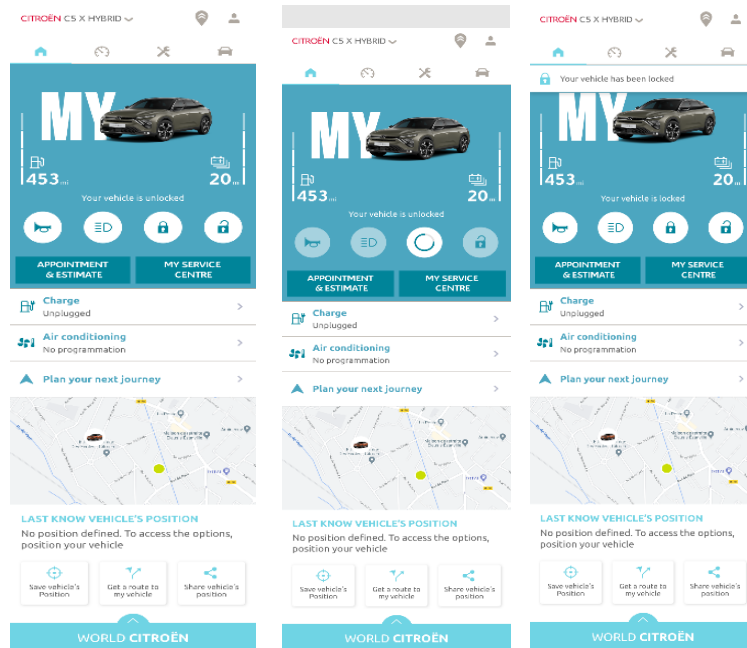 CITROËN C5 X HYBRID
MY
453 mi
20 mi
Your vehicle is unlocked
APPOINTMENT
& ESTIMATE
MY SERVICE
CENTRE
Charge
Unplugged
Air conditioning
No programmation
Plan your next journey
LAST KNOW VEHICLE'S POSITION
No position defined. To access the options,
position your vehicle
Save vehicle's
Position
Get a route to
my vehicle
Share vehicle's
position
WORLD CITROËN
CITROËN C5 X HYBRID
MY
453 mi
20 mi
Your vehicle is unlocked
APPOINTMENT
& ESTIMATE
MY SERVICE
CENTRE
Charge
Unplugged
Air conditioning
No programmation
Plan your next journey
LAST KNOW VEHICLE'S POSITION
No position defined. To access the options,
position your vehicle
Save vehicle's
Position
Get a route to
my vehicle
Share vehicle's
position
WORLD CITROËN
CITROËN C5 X HYBRID
Your vehicle has been locked
MY
453 mi
20 mi
Your vehicle is locked
APPOINTMENT
& ESTIMATE
MY SERVICE
CENTRE
Charge
Unplugged
Air conditioning
No programmation
Plan your next journey
LAST KNOW VEHICLE'S POSITION
No position defined. To access the options,
position your vehicle
Save vehicle's
Position
Get a route to
my vehicle
Share vehicle's
position
WORLD CITROËN